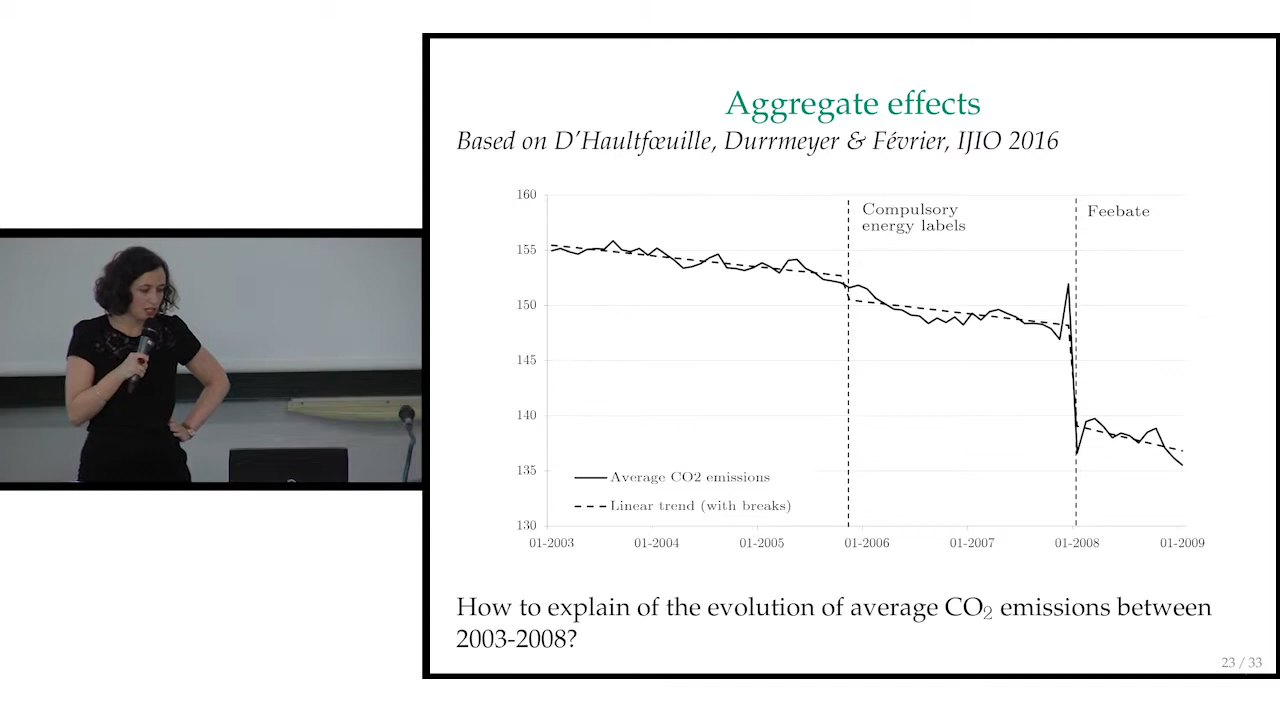 Aggregate effects
Based on D'Haultfœuille, Durrmeyer & Février, IJIO 2016
160
155
150
145
140
135
130
Compulsory
energy labels
Feebate
Average CO2 emissions
Linear trend (with breaks)
01-2003
01-2004
01-2005
01-2006
01-2007
01-2008
01-2009
How to explain of the evolution of average CO₂ emissions between
2003-2008?
23 / 33